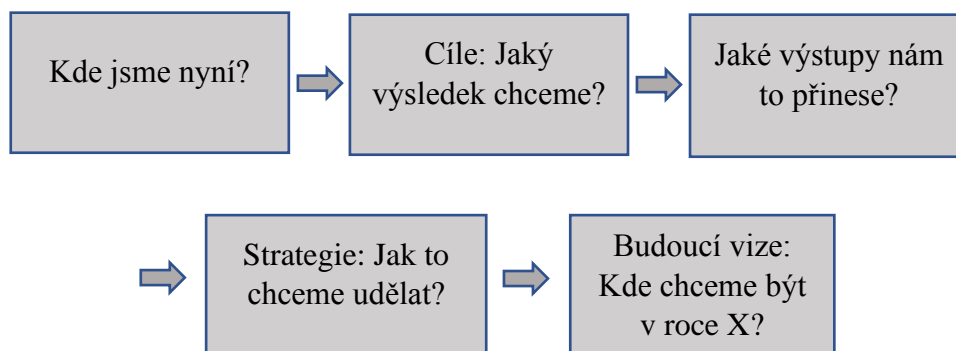 Kde jsme nyní?
Cíle: Jaký
výsledek chceme?
Jaké výstupy nám
to přinese?
Strategie: Jak to
chceme udělat?
Budoucí vize:
Kde chceme být
v roce X?